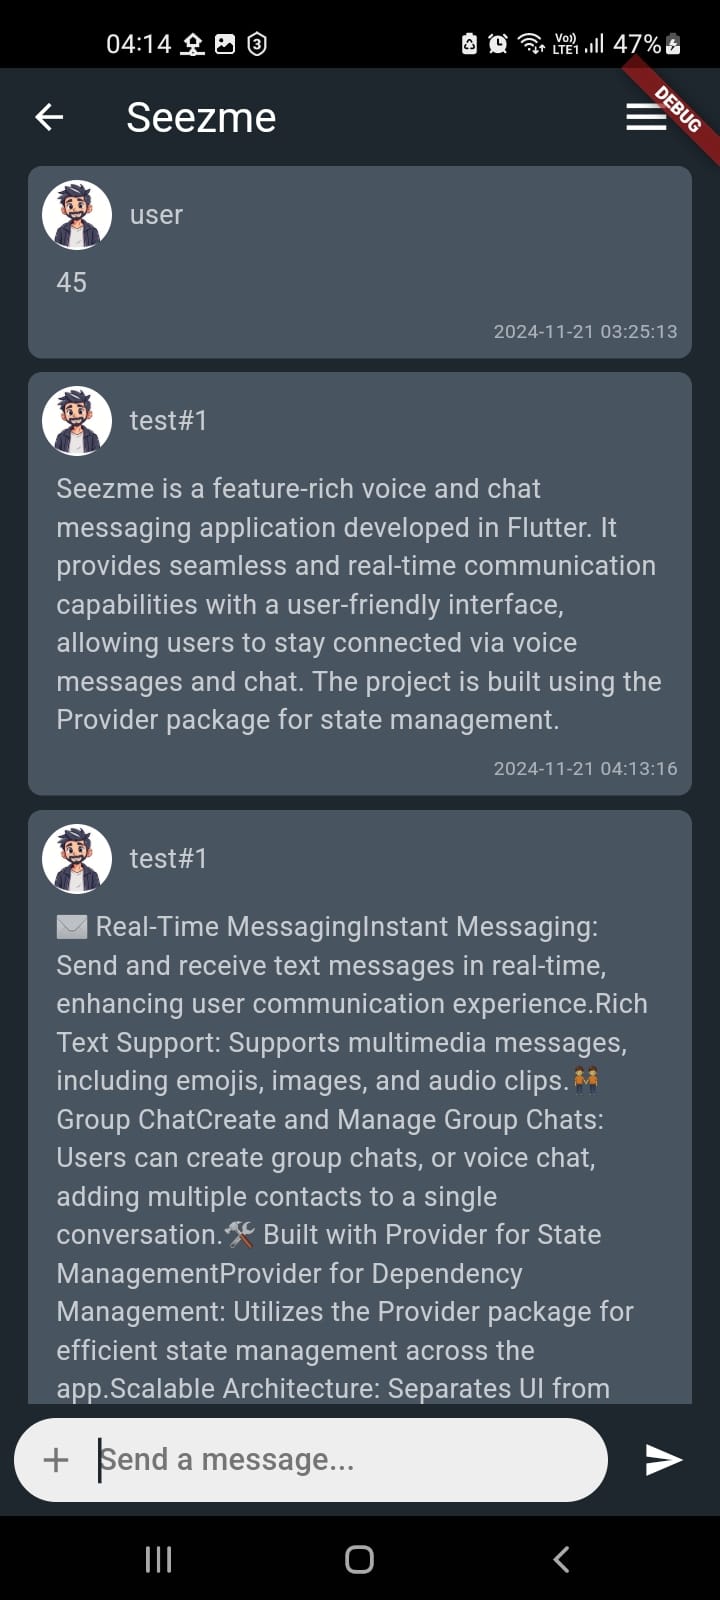 04:14 3 Vo)) LTE1 47%
DEBUG
Seezme
user
45
2024-11-21 03:25:13
test#1
Seezme is a feature-rich voice and chat
messaging application developed in Flutter. It
provides seamless and real-time communication
capabilities with a user-friendly interface,
allowing users to stay connected via voice
messages and chat. The project is built using the
Provider package for state management.
2024-11-21 04:13:16
test#1
✉️ Real-Time MessagingInstant Messaging:
Send and receive text messages in real-time,
enhancing user communication experience.Rich
Text Support: Supports multimedia messages,
including emojis, images, and audio clips.🧑‍🤝‍🧑
Group ChatCreate and Manage Group Chats:
Users can create group chats, or voice chat,
adding multiple contacts to a single
conversation.🛠️ Built with Provider for State
ManagementProvider for Dependency
Management: Utilizes the Provider package for
efficient state management across the
app.Scalable Architecture: Separates UI from
Send a message...